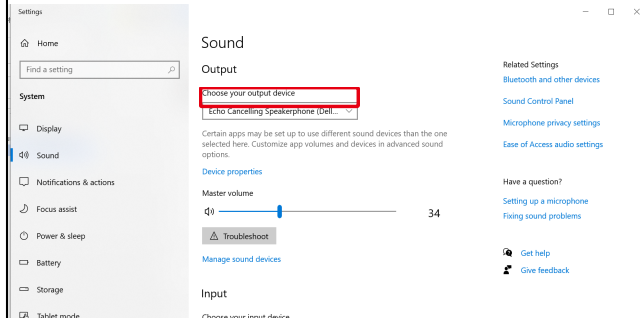 Settings
Home
Find a setting
System
Display
Sound
Notifications & actions
Focus assist
Power & sleep
Battery
Storage
Tablet mode
Sound
Output
Choose your output device
Echo Cancelling Speakerphone (Dell...
Certain apps may be set up to use different sound devices than the one
selected here. Customize app volumes and devices in advanced sound
options.
Device properties
Master volume
34
Troubleshoot
Manage sound devices
Input
Choose your input device
Related Settings
Bluetooth and other devices
Sound Control Panel
Microphone privacy settings
Ease of Access audio settings
Have a question?
Setting up a microphone
Fixing sound problems
Get help
Give feedback